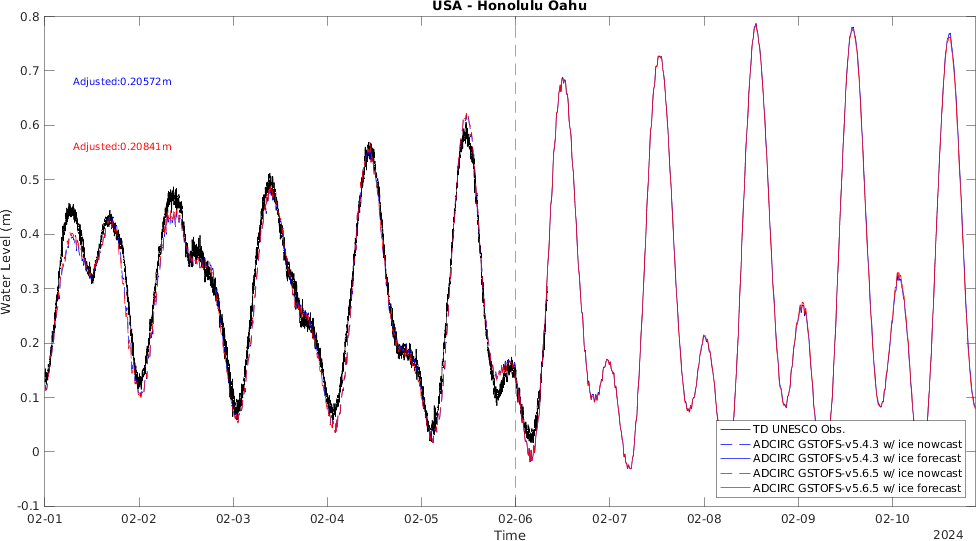 USA - Honolulu Oahu
0.8
0.7
0.6
0.5
0.4
0.3
0.2
0.1
0
-0.1
Water Level (m)
Adjusted:0.20572m
Adjusted:0.20841m
TD UNESCO Obs.
ADCIRC GSTOFS-v5.4.3 w/ ice nowcast
ADCIRC GSTOFS-v5.4.3 w/ ice forecast
ADCIRC GSTOFS-v5.6.5 w/ ice nowcast
ADCIRC GSTOFS-v5.6.5 w/ ice forecast
02-01 02-02 02-03 02-04 02-05 02-06 02-07 02-08 02-09 02-10
Time
2024